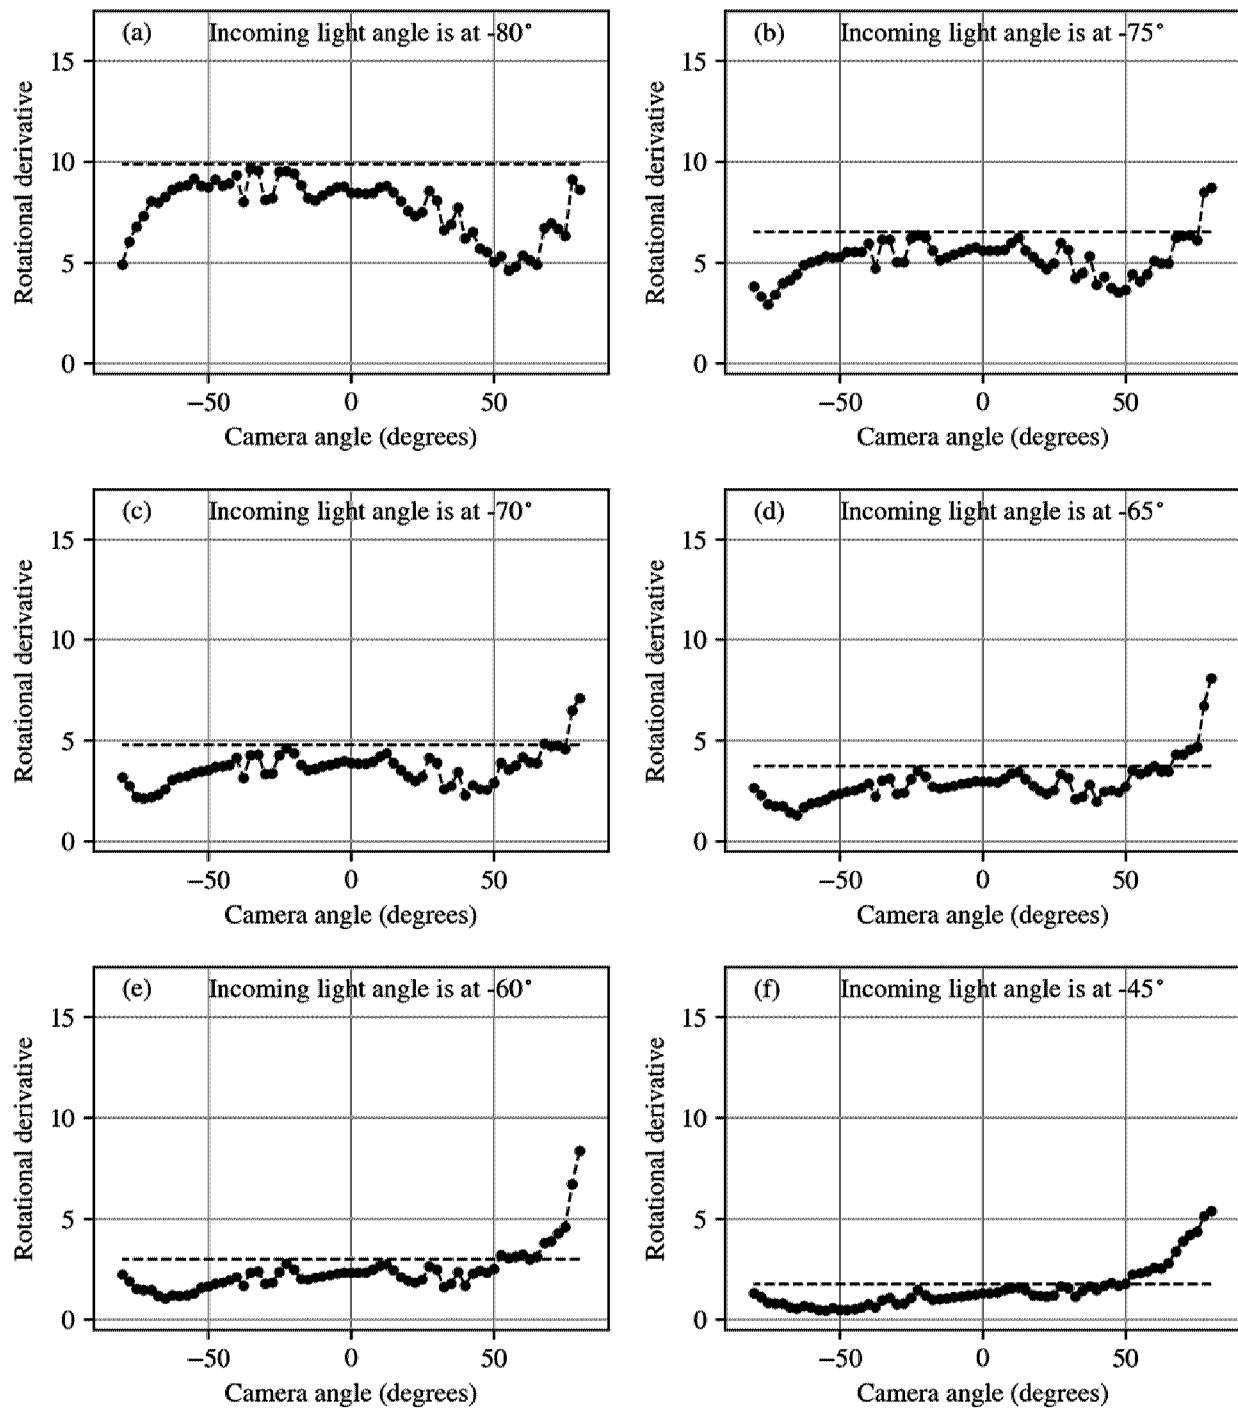 (a) Incoming light angle is at -80°
15
10
5
0
Rotational derivative
−50 0 50
Camera angle (degrees)
(b) Incoming light angle is at -75°
15
10
5
0
Rotational derivative
−50 0 50
Camera angle (degrees)
(c) Incoming light angle is at -70°
15
10
5
0
Rotational derivative
−50 0 50
Camera angle (degrees)
(d) Incoming light angle is at -65°
15
10
5
0
Rotational derivative
−50 0 50
Camera angle (degrees)
(e) Incoming light angle is at -60°
15
10
5
0
Rotational derivative
−50 0 50
Camera angle (degrees)
(f) Incoming light angle is at -45°
15
10
5
0
Rotational derivative
−50 0 50
Camera angle (degrees)